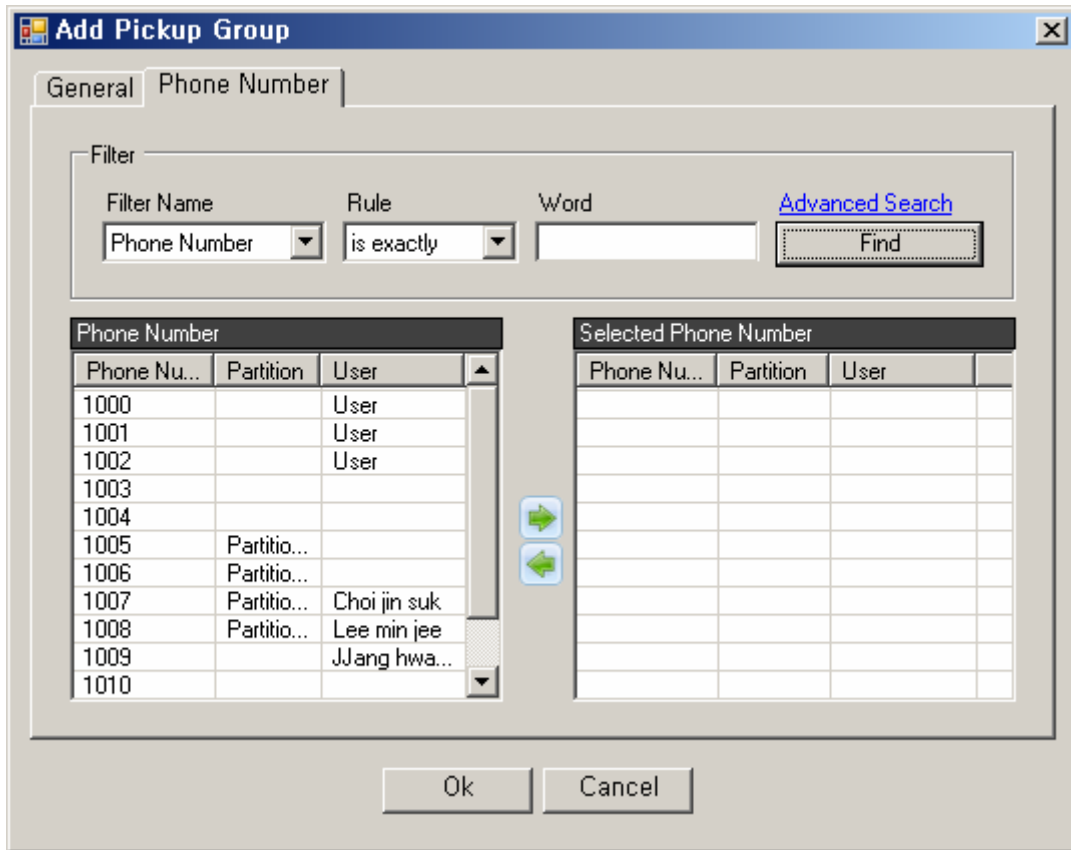 Add Pickup Group
General Phone Number
Filter
Filter Name Rule Word Advanced Search
Phone Number is exactly Find
Phone Number Selected Phone Number
Phone Nu... Partition User Phone Nu... Partition User
1000 User
1001 User
1002 User
1003
1004
1005 Partitio...
1006 Partitio...
1007 Partitio... Choi jin suk
1008 Partitio... Lee min jee
1009 JJang hwa...
1010
Ok Cancel